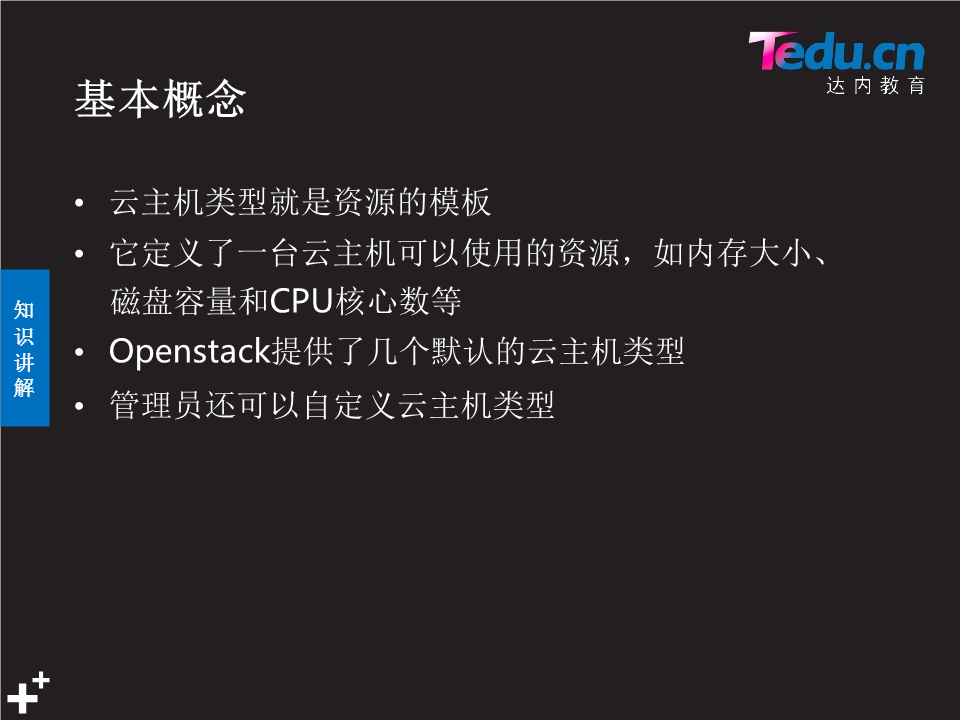 Tedu.cn
达内教育
基本概念
• 云主机类型就是资源的模板
• 它定义了一台云主机可以使用的资源，如内存大小、
磁盘容量和CPU核心数等
• Openstack提供了几个默认的云主机类型
• 管理员还可以自定义云主机类型
知
识
讲
解